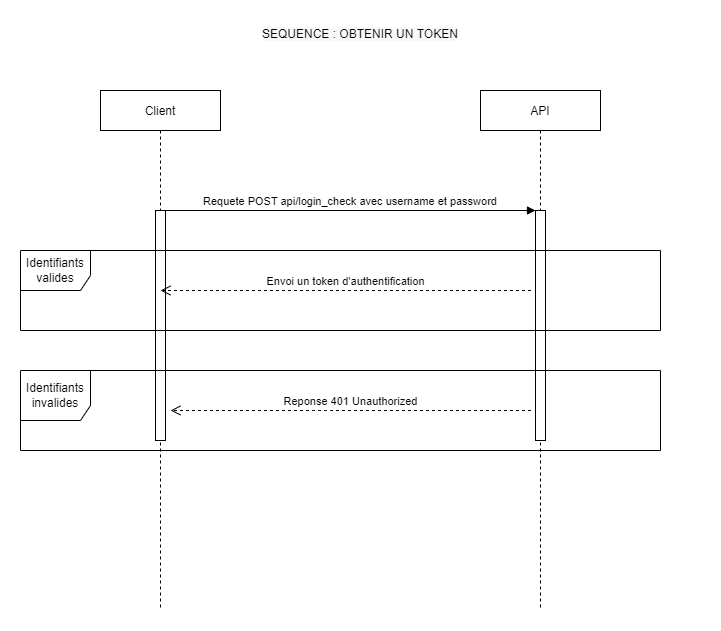 SEQUENCE : OBTENIR UN TOKEN
Client
API
Requete POST api/login_check avec username et password
Identifiants
valides
Envoi un token d'authentification
Identifiants
invalides
Reponse 401 Unauthorized